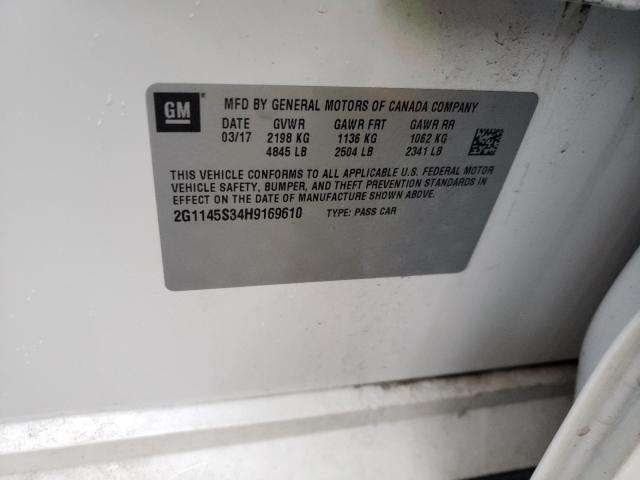 GM MFD BY GENERAL MOTORS OF CANADA COMPANY
DATE GVWR GAWR FRT GAWR RR
03/17 2198 KG 1136 KG 1062 KG
4845 LB 2504 LB 2341 LB
THIS VEHICLE CONFORMS TO ALL APPLICABLE U.S. FEDERAL MOTOR
VEHICLE SAFETY, BUMPER, AND THEFT PREVENTION STANDARDS IN
EFFECT ON THE DATE OF MANUFACTURE SHOWN ABOVE.
2G1145S34H9169610 TYPE: PASS CAR